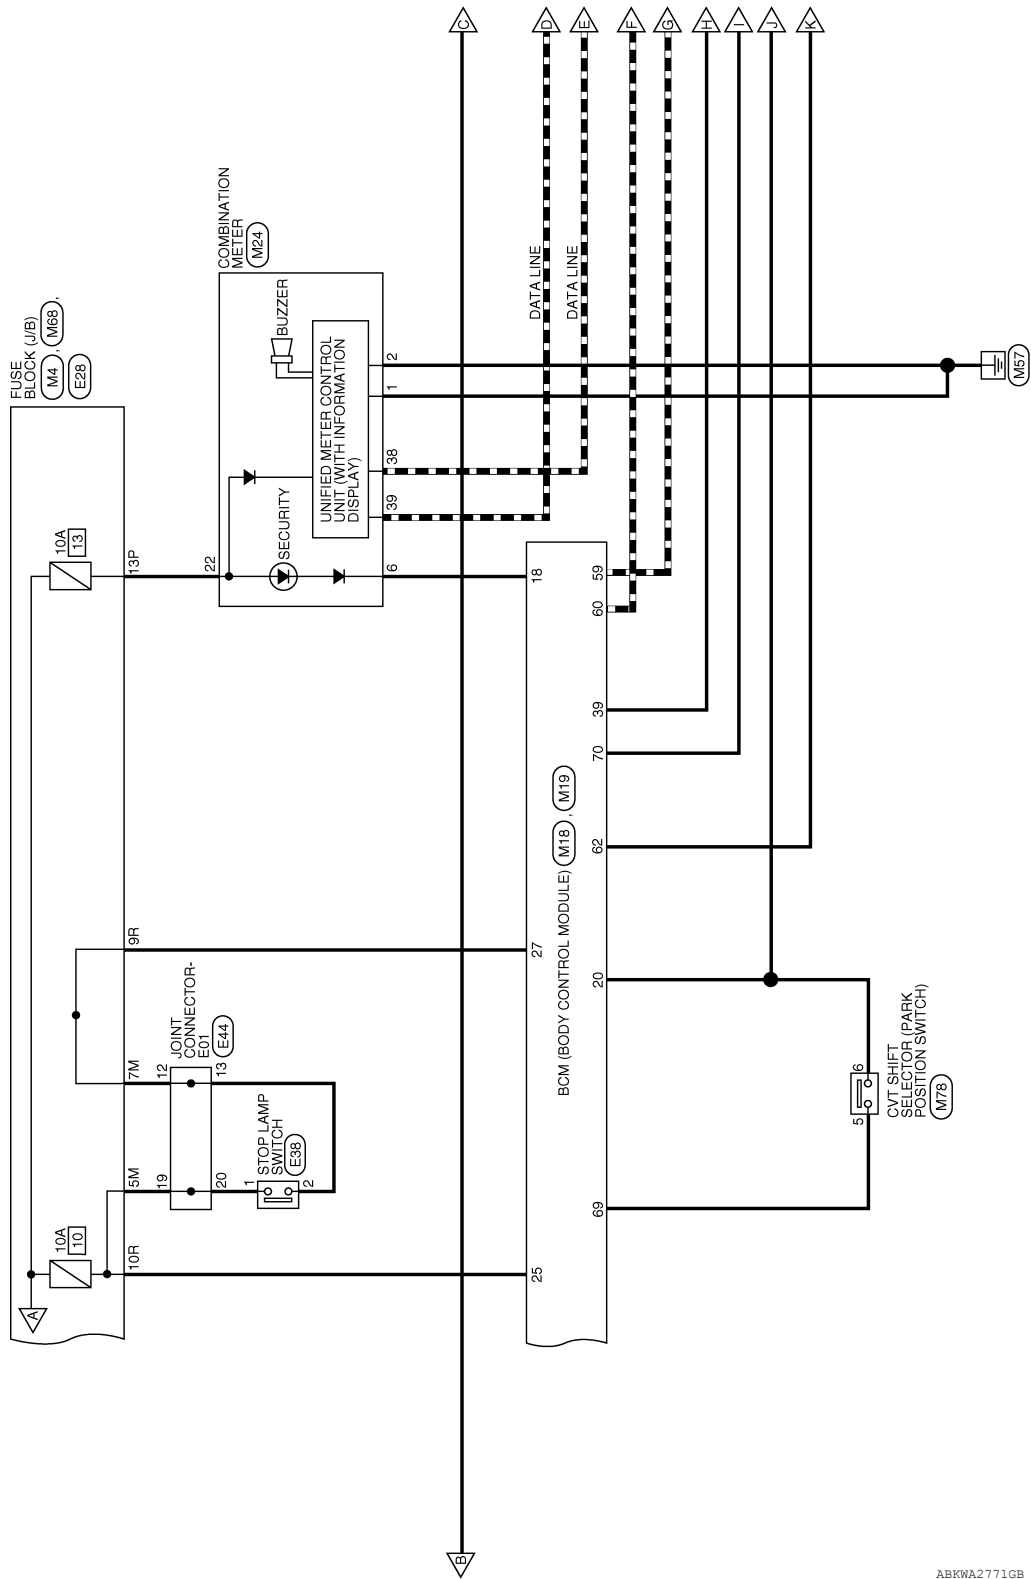 A
10A
10
10R
5M
7M
9R
10A
13
13P
FUSE
BLOCK (J/B)
M4 , M68 ,
E28
19
12
JOINT
CONNECTOR-
E01
E44
20
13
1
STOP LAMP
SWITCH
E38
2
22
COMBINATION
METER
M24
BUZZER
SECURITY
UNIFIED METER CONTROL
UNIT (WITH INFORMATION
DISPLAY)
6
39
38
1
2
B
C
D
E
F
G
H
I
J
K
DATA LINE
DATA LINE
25
27
18
BCM (BODY CONTROL MODULE) M18 , M19
69
20
62
70
39
60
59
5
6
CVT SHIFT
SELECTOR (PARK
POSITION SWITCH)
M78
M57
ABKWA2771GB